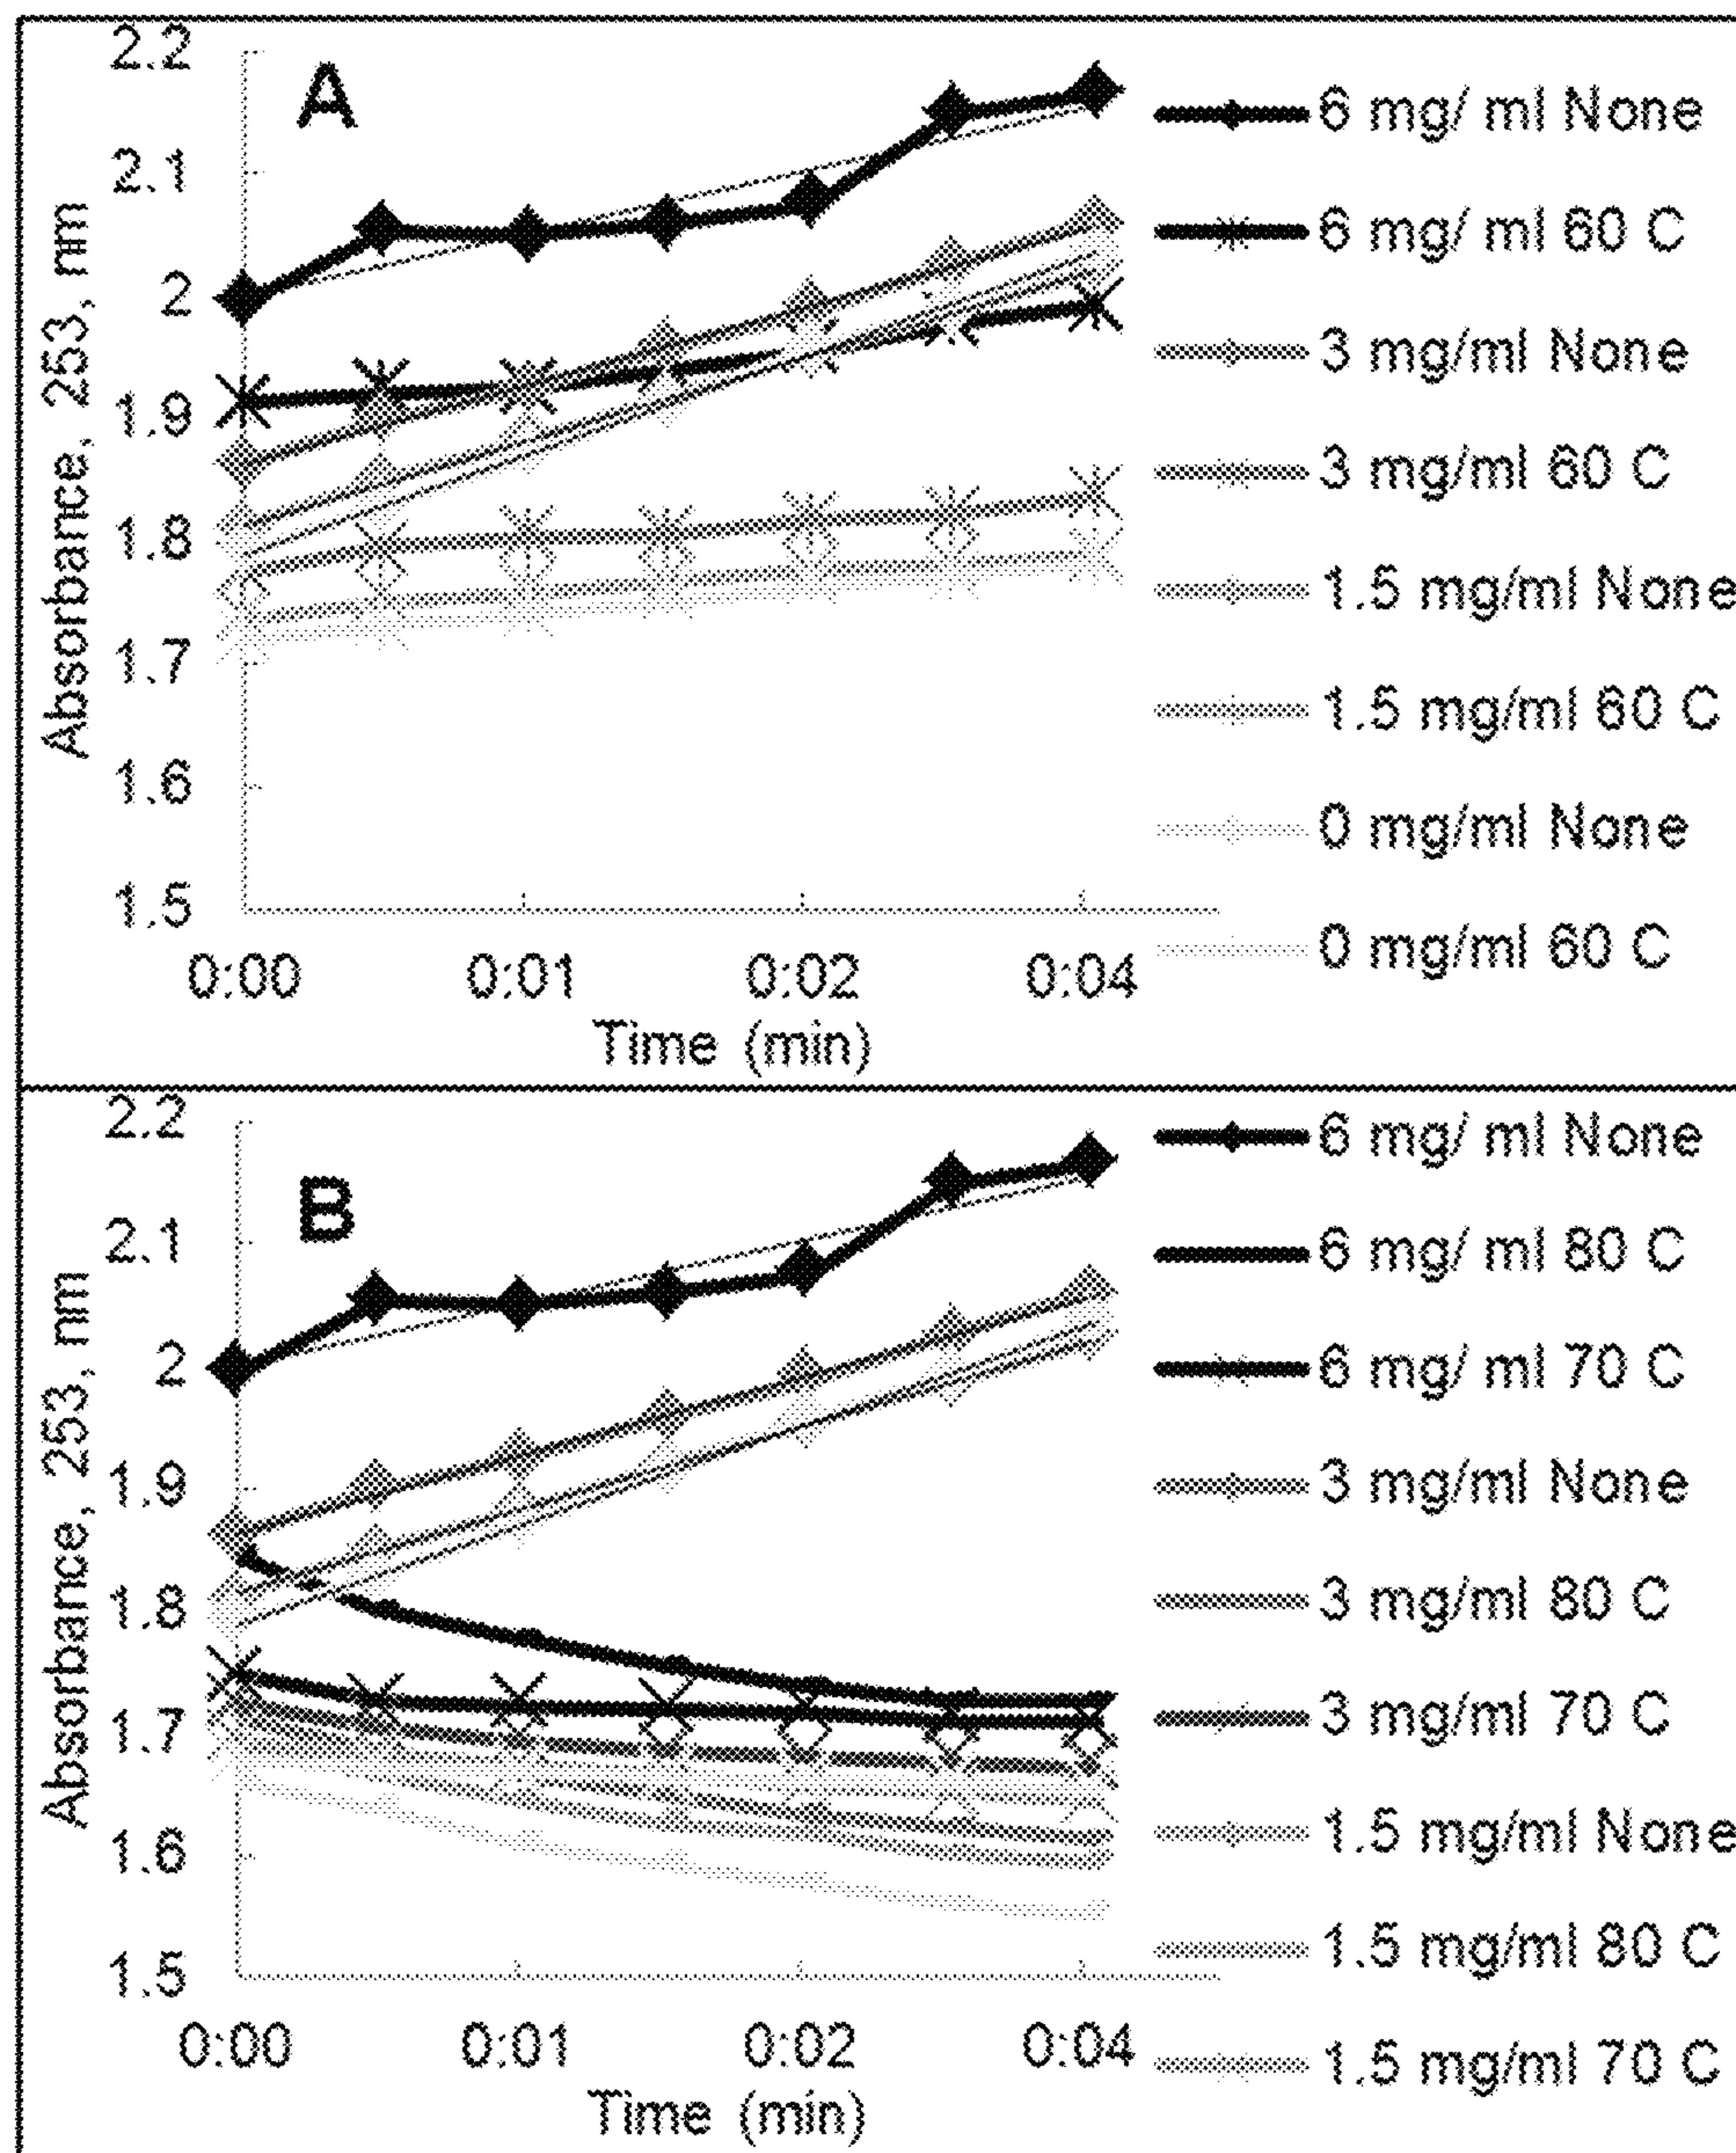 A
2.2
2.1
2
1.9
1.8
1.7
1.6
1.5
Absorbance, 253, nm
0:00 0:01 0:02 0:04
Time (min)
6 mg/ ml None
6 mg/ ml 60 C
3 mg/ml None
3 mg/ml 60 C
1.5 mg/ml None
1.5 mg/ml 60 C
0 mg/ml None
0 mg/ml 60 C
B
2.2
2.1
2
1.9
1.8
1.7
1.6
1.5
Absorbance, 253, nm
0:00 0:01 0:02 0:04
Time (min)
6 mg/ ml None
6 mg/ ml 80 C
6 mg/ ml 70 C
3 mg/ml None
3 mg/ml 80 C
3 mg/ml 70 C
1.5 mg/ml None
1.5 mg/ml 80 C
1.5 mg/ml 70 C